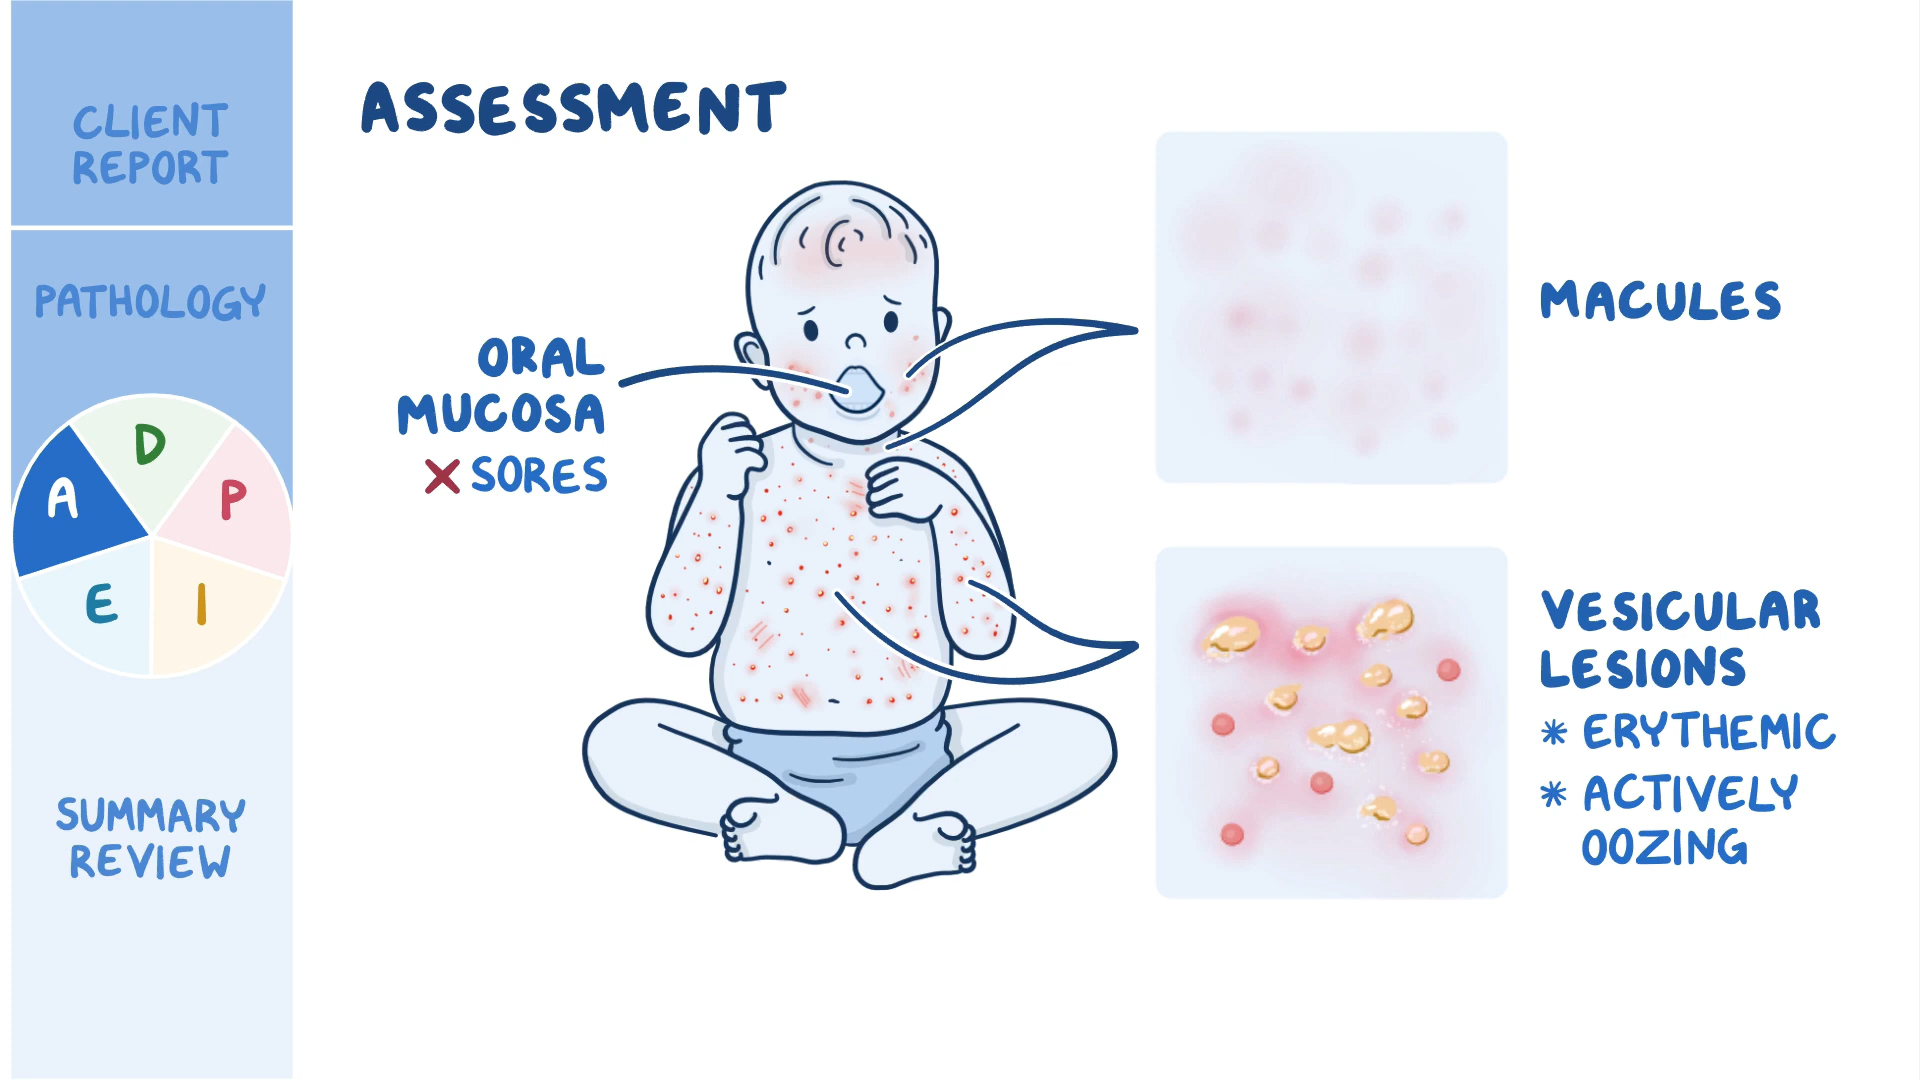 CLIENT
REPORT
PATHOLOGY
A
D
P
E
I
SUMMARY
REVIEW
ASSESSMENT
ORAL
MUCOSA
X SORES
MACULES
VESICULAR
LESIONS
* ERYTHEMIC
* ACTIVELY
OOZING